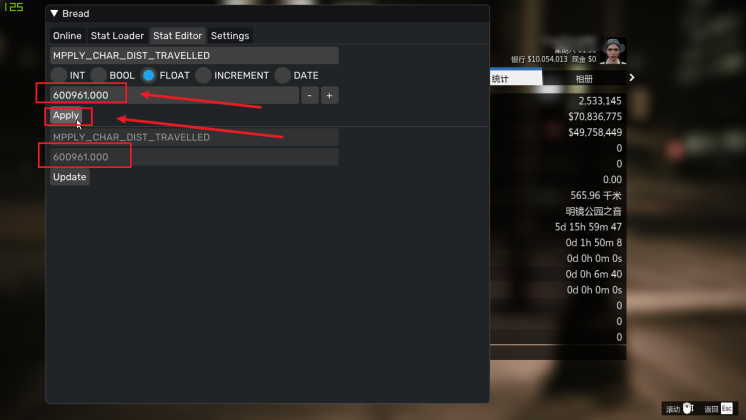 125
Bread
Online Stat Loader Stat Editor Settings
MPPLY_CHAR_DIST_TRAVELLED
INT BOOL FLOAT INCREMENT DATE
600961.000 - +
Apply
MPPLY_CHAR_DIST_TRAVELLED
600961.000
Update
银行 $10.054.013 现金 $0
统计 相册
2,533,145
$70,836,775
$49,758,449
0
0
0.00
565.96 千米
明镜公园之音
5d 15h 59m 47
0d 1h 50m 8
0d 0h 0m 0s
0d 0h 6m 40
0d 0h 0m 0s
0
0
0
滚动 返回 Esc